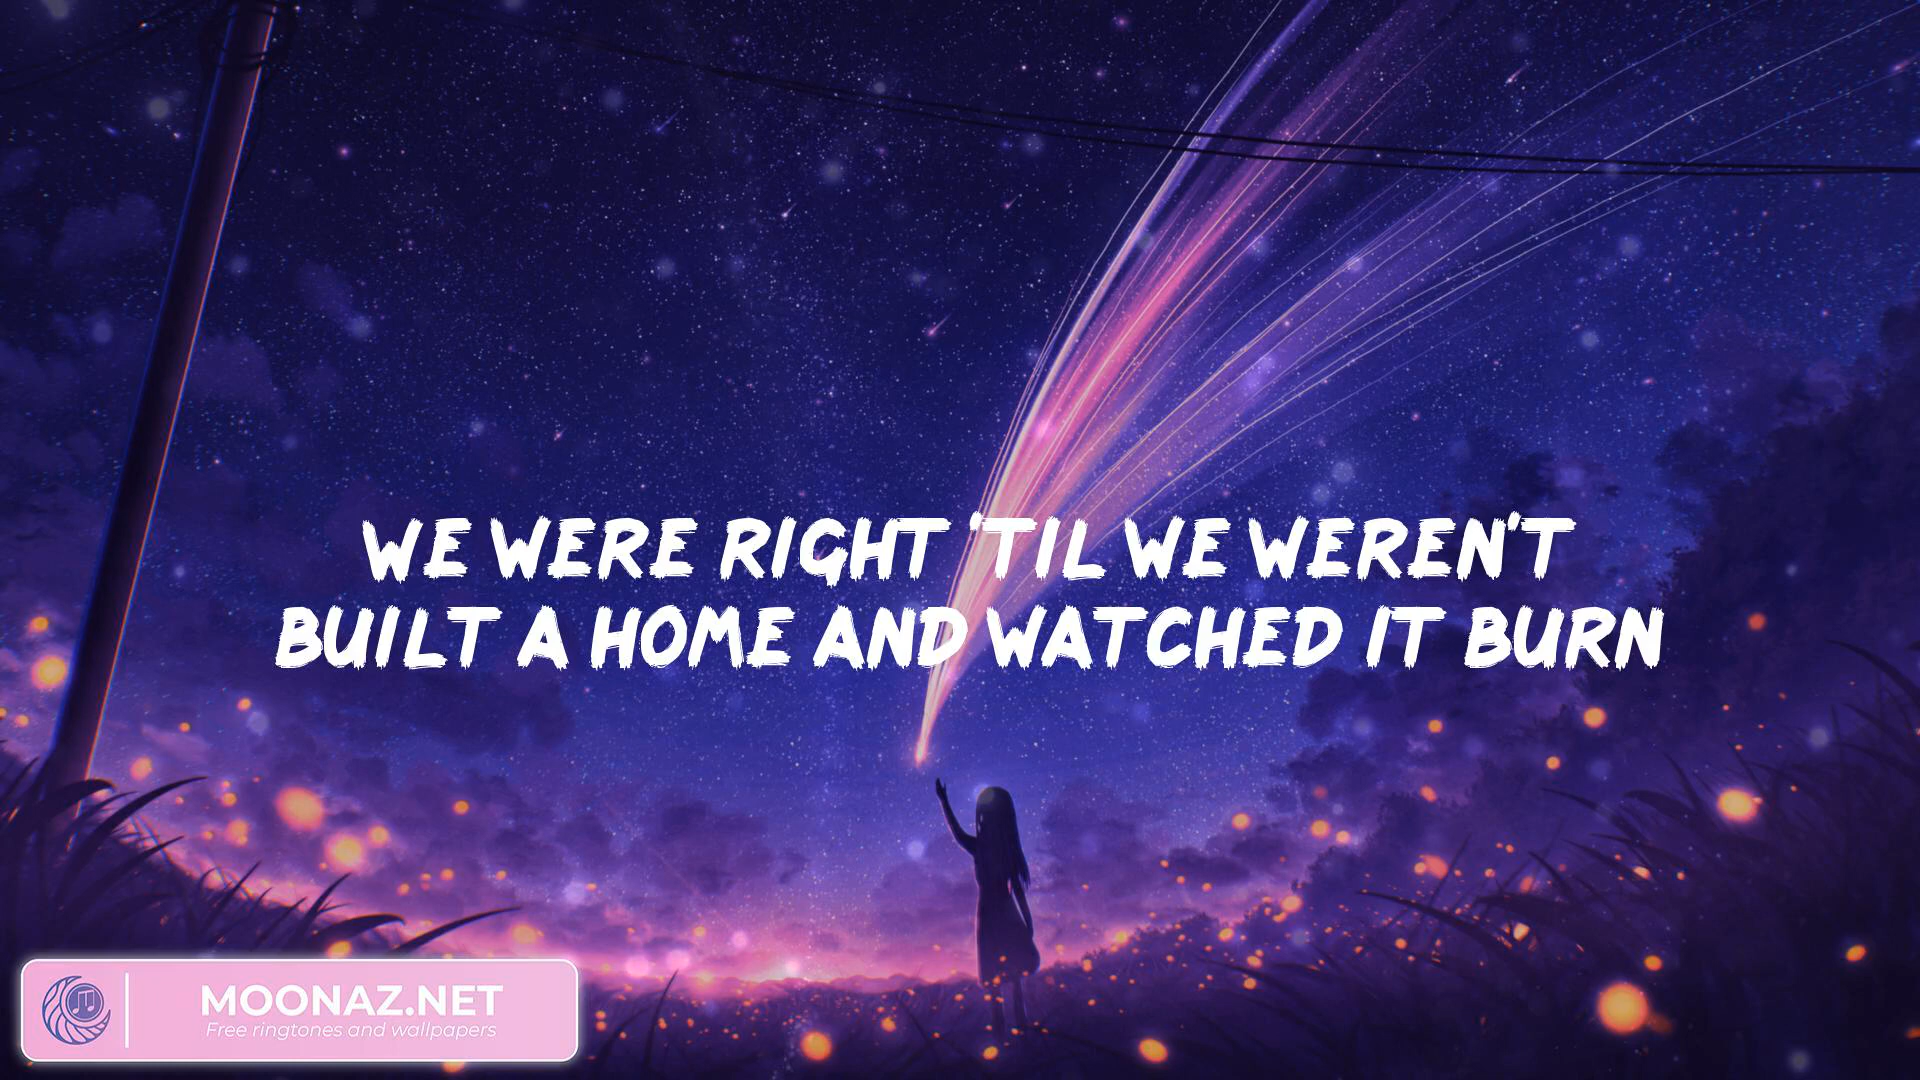 WE WERE RIGHT 'TIL WE WEREN'T
BUILT A HOME AND WATCHED IT BURN
MOONAZ.NET
Free ringtones and wallpapers